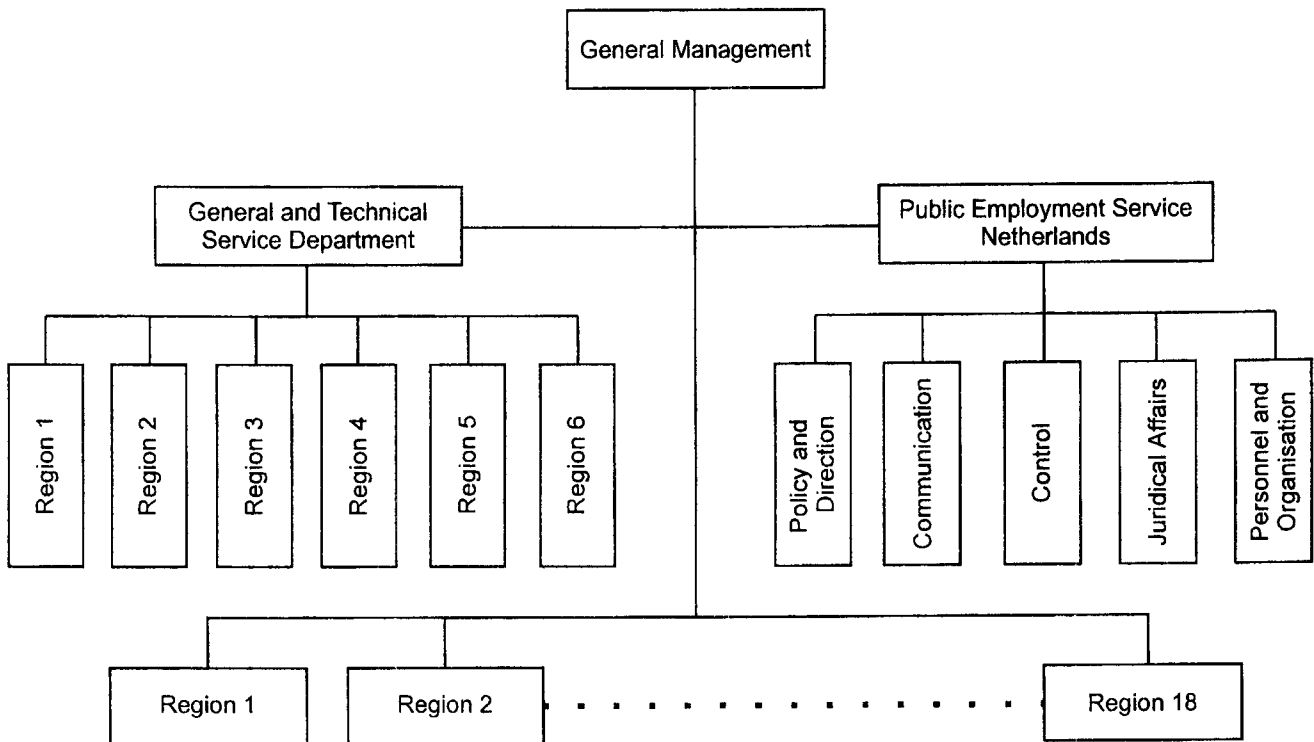 General Management
General and Technical
Service Department
Public Employment Service
Netherlands
Region 1
Region 2
Region 3
Region 4
Region 5
Region 6
Policy and
Direction
Communication
Control
Juridical Affairs
Personnel and
Organisation
Region 1
Region 2
Region 18